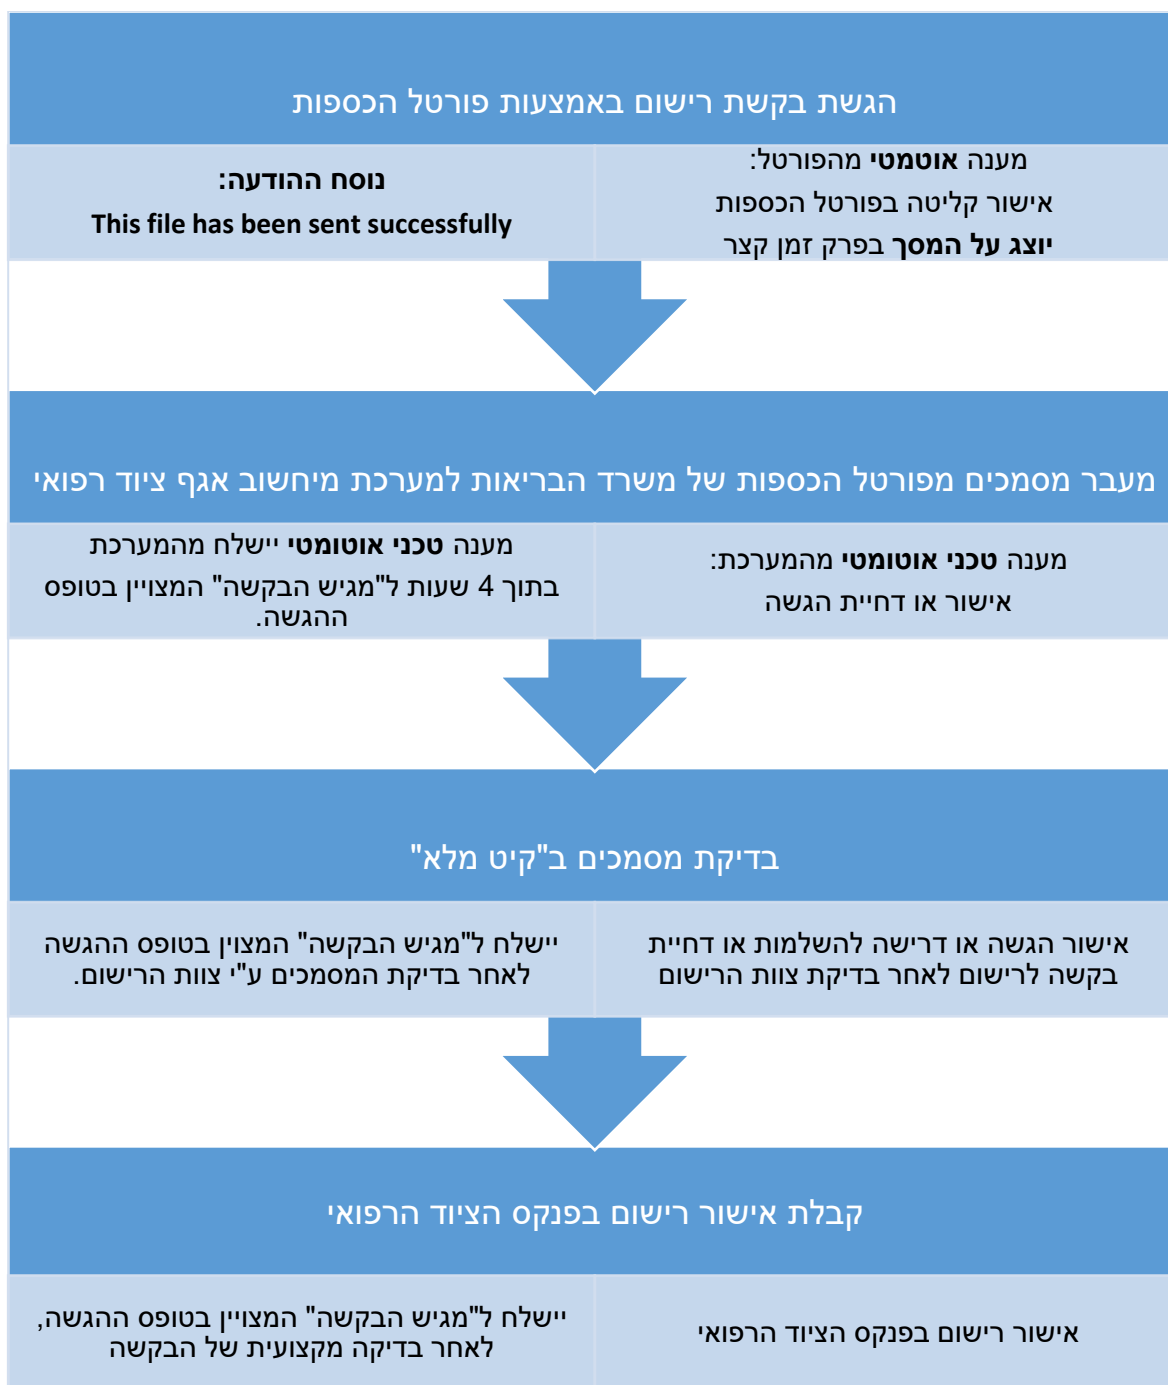 הגשת בקשת רישום באמצעות פורטל הכספות
מענה אוטמטי מהפורטל:
אישור קליטה בפורטל הכספות
יוצג על המסך בפרק זמן קצר
נוסח ההודעה:
This file has been sent successfully
מעבר מסמכים מפורטל הכספות של משרד הבריאות למערכת מיחשוב אגף ציוד רפואי
מענה טכני אוטומטי מהמערכת:
אישור או דחיית הגשה
מענה טכני אוטומטי יישלח מהמערכת
בתוך 4 שעות ל"מגיש הבקשה" המצויין בטופס
ההגשה.
בדיקת מסמכים ב"קיט מלא"
אישור הגשה או דרישה להשלמות או דחיית
בקשה לרישום לאחר בדיקת צוות הרישום
יישלח ל"מגיש הבקשה" המצוין בטופס ההגשה
לאחר בדיקת המסמכים ע"י צוות הרישום.
קבלת אישור רישום בפנקס הציוד הרפואי
אישור רישום בפנקס הציוד הרפואי
יישלח ל"מגיש הבקשה" המצויין בטופס ההגשה,
לאחר בדיקה מקצועית של הבקשה